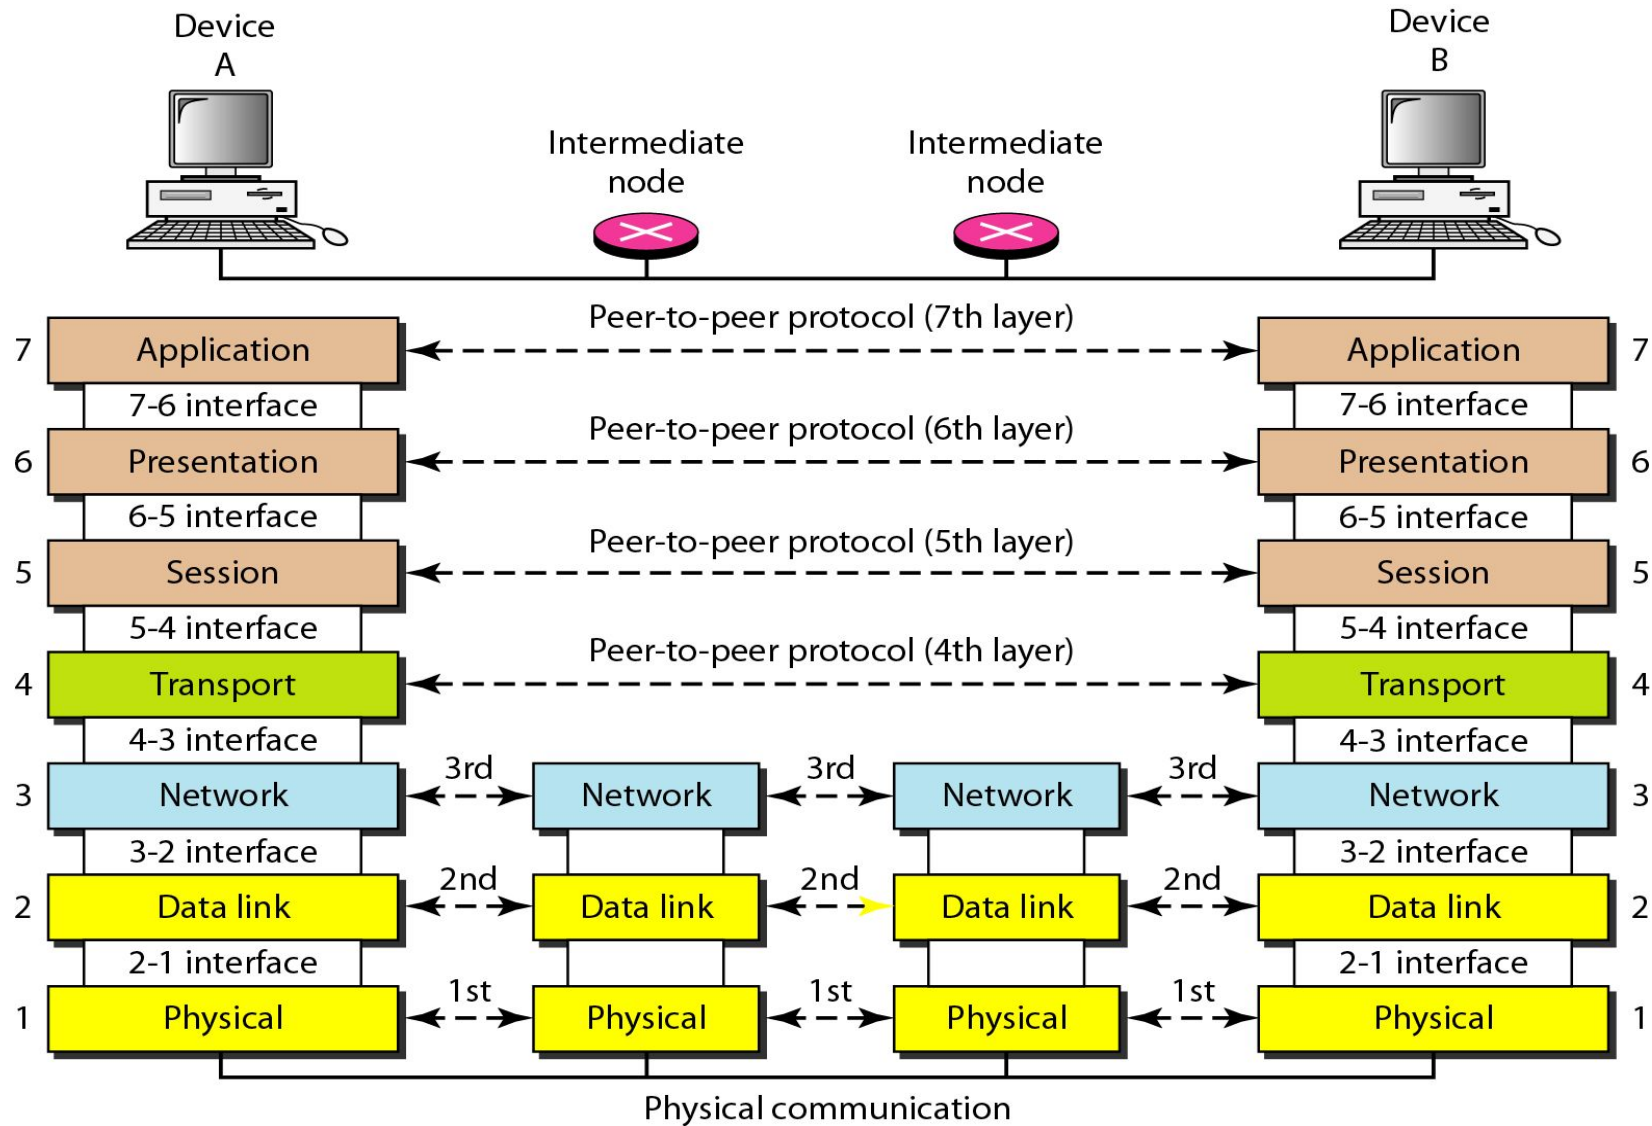 Device
A
Device
B
Intermediate
node
Intermediate
node
Peer-to-peer protocol (7th layer)
7 Application Application 7
7-6 interface 7-6 interface
Peer-to-peer protocol (6th layer)
6 Presentation Presentation 6
6-5 interface 6-5 interface
Peer-to-peer protocol (5th layer)
5 Session Session 5
5-4 interface 5-4 interface
Peer-to-peer protocol (4th layer)
4 Transport Transport 4
4-3 interface 4-3 interface
3rd 3rd 3rd
3 Network Network Network Network 3
3-2 interface 3-2 interface
2nd 2nd 2nd
2 Data link Data link Data link Data link 2
2-1 interface 2-1 interface
1st 1st 1st
1 Physical Physical Physical Physical 1
Physical communication